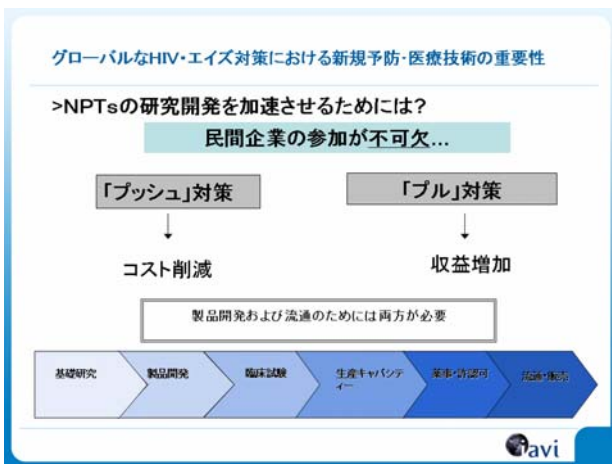 グローバルなHIV・エイズ対策における新規予防・医療技術の重要性
>NPTsの研究開発を加速させるためには?
民間企業の参加が不可欠…
「プッシュ」対策
「プル」対策
コスト削減
収益増加
製品開発および流通のためには両方が必要
基礎研究
製品開発
臨床試験
生産キャパシテ
ィー
薬事・許認可
流通・販売
iavi